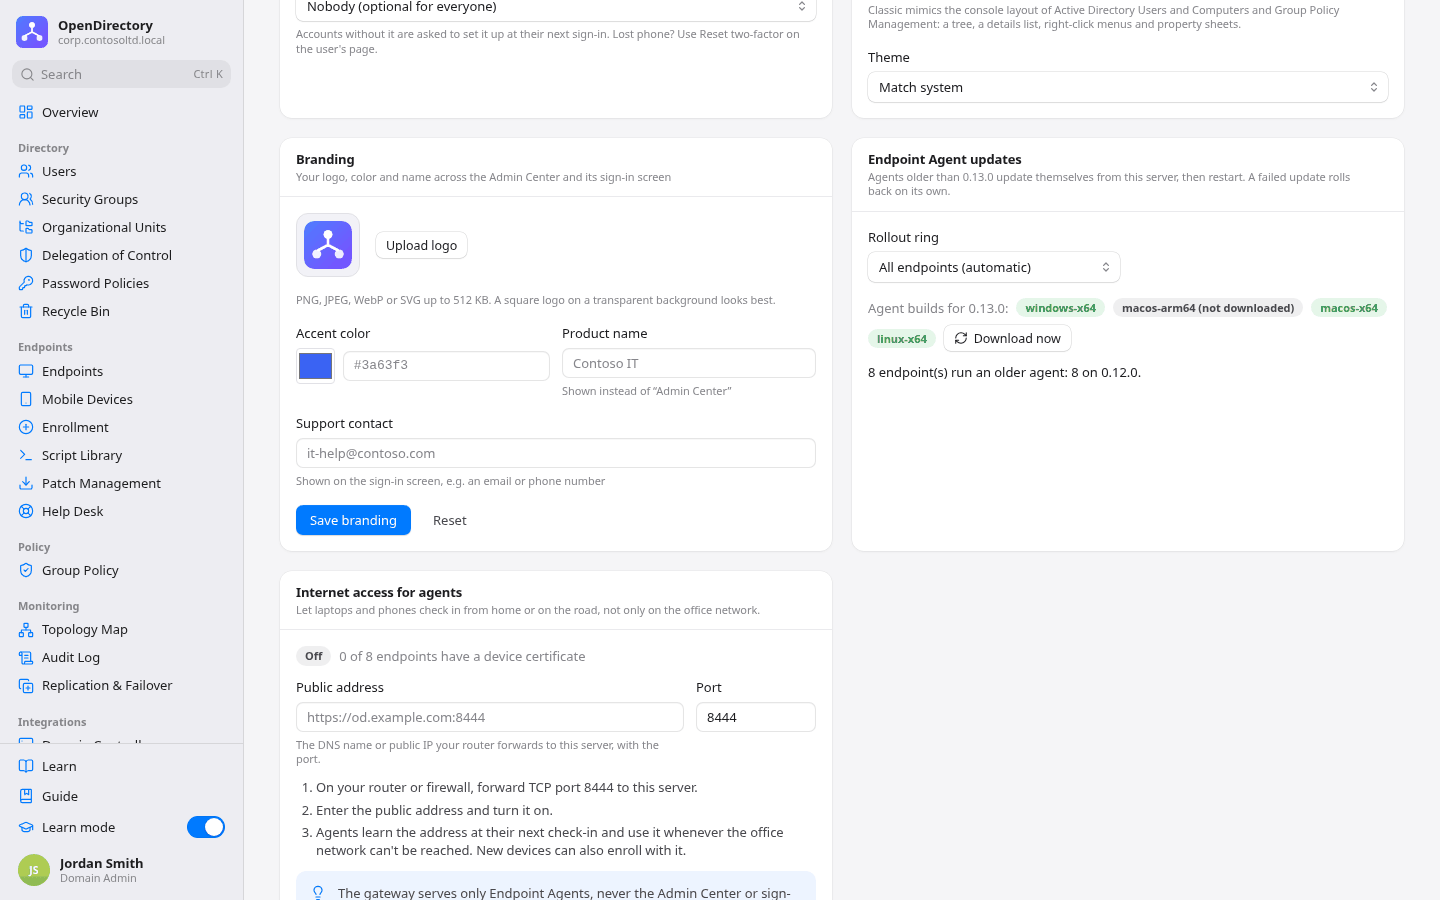 OpenDirectory
corp.contosoltd.local
Search
Ctrl K
Overview
Directory
Users
Security Groups
Organizational Units
Delegation of Control
Password Policies
Recycle Bin
Endpoints
Endpoints
Mobile Devices
Enrollment
Script Library
Patch Management
Help Desk
Policy
Group Policy
Monitoring
Topology Map
Audit Log
Replication & Failover
Integrations
Learn
Guide
Learn mode
JS
Jordan Smith
Domain Admin
Nobody (optional for everyone)
Accounts without it are asked to set it up at their next sign-in. Lost phone? Use Reset two-factor on
the user's page.
Classic mimics the console layout of Active Directory Users and Computers and Group Policy
Management: a tree, a details list, right-click menus and property sheets.
Theme
Match system
Branding
Your logo, color and name across the Admin Center and its sign-in screen
Upload logo
PNG, JPEG, WebP or SVG up to 512 KB. A square logo on a transparent background looks best.
Accent color
#3a63f3
Product name
Contoso IT
Shown instead of “Admin Center”
Support contact
it-help@contoso.com
Shown on the sign-in screen, e.g. an email or phone number
Save branding
Reset
Endpoint Agent updates
Agents older than 0.13.0 update themselves from this server, then restart. A failed update rolls
back on its own.
Rollout ring
All endpoints (automatic)
Agent builds for 0.13.0: windows-x64 macos-arm64 (not downloaded) macos-x64
linux-x64 Download now
8 endpoint(s) run an older agent: 8 on 0.12.0.
Internet access for agents
Let laptops and phones check in from home or on the road, not only on the office network.
Off 0 of 8 endpoints have a device certificate
Public address
https://od.example.com:8444
The DNS name or public IP your router forwards to this server, with the
port.
Port
8444
1. On your router or firewall, forward TCP port 8444 to this server.
2. Enter the public address and turn it on.
3. Agents learn the address at their next check-in and use it whenever the office
network can't be reached. New devices can also enroll with it.
The gateway serves only Endpoint Agents, never the Admin Center or sign-